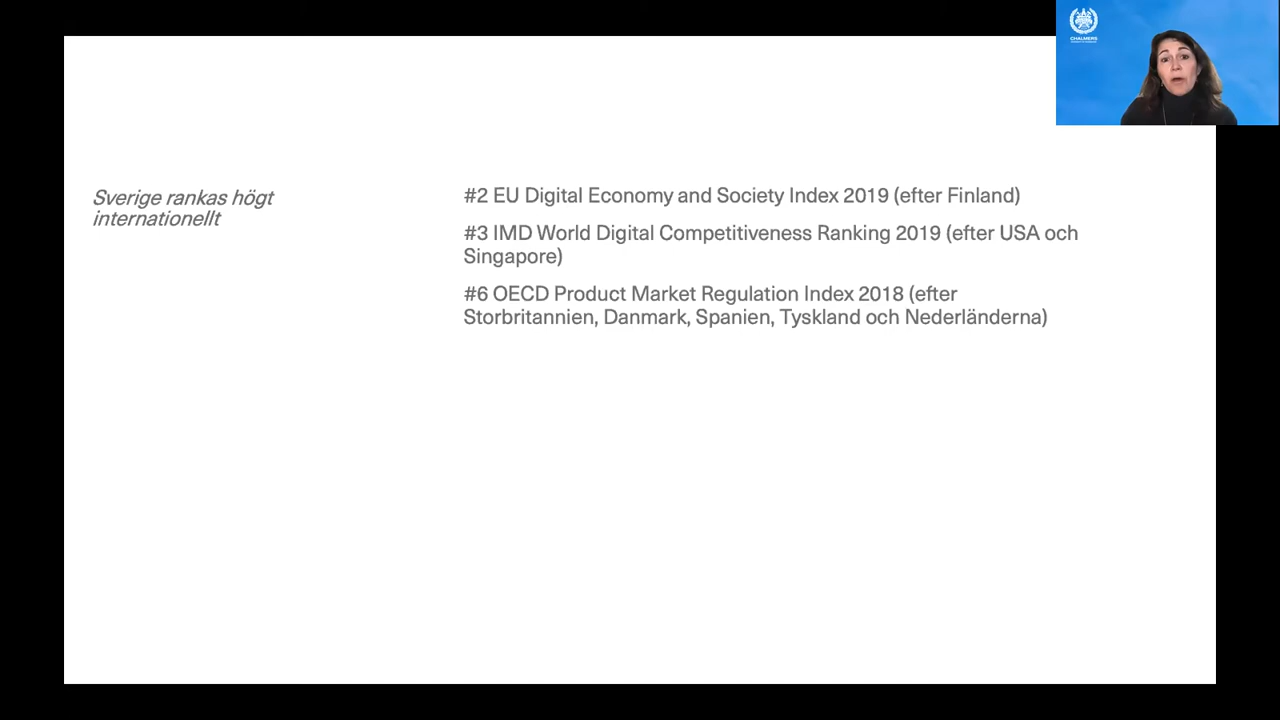 CHALMERS
Sverige rankas högt
internationellt
#2 EU Digital Economy and Society Index 2019 (efter Finland)
#3 IMD World Digital Competitiveness Ranking 2019 (efter USA och
Singapore)
#6 OECD Product Market Regulation Index 2018 (efter
Storbritannien, Danmark, Spanien, Tyskland och Nederländerna)